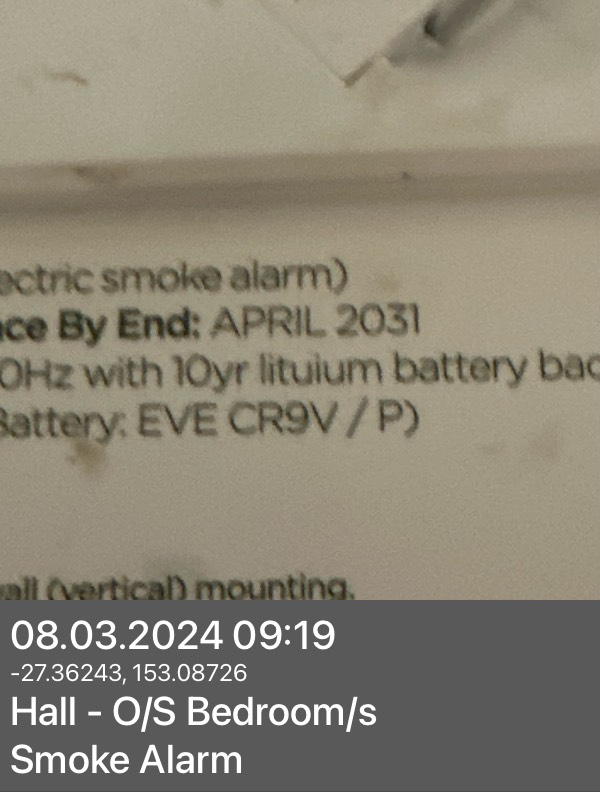 ectric smoke alarm)
ce By End: APRIL 2031
0Hz with 10yr lituium battery bac
Battery: EVE CR9V / P)
all (vertical) mounting.
08.03.2024 09:19
-27.36243, 153.08726
Hall - O/S Bedroom/s
Smoke Alarm